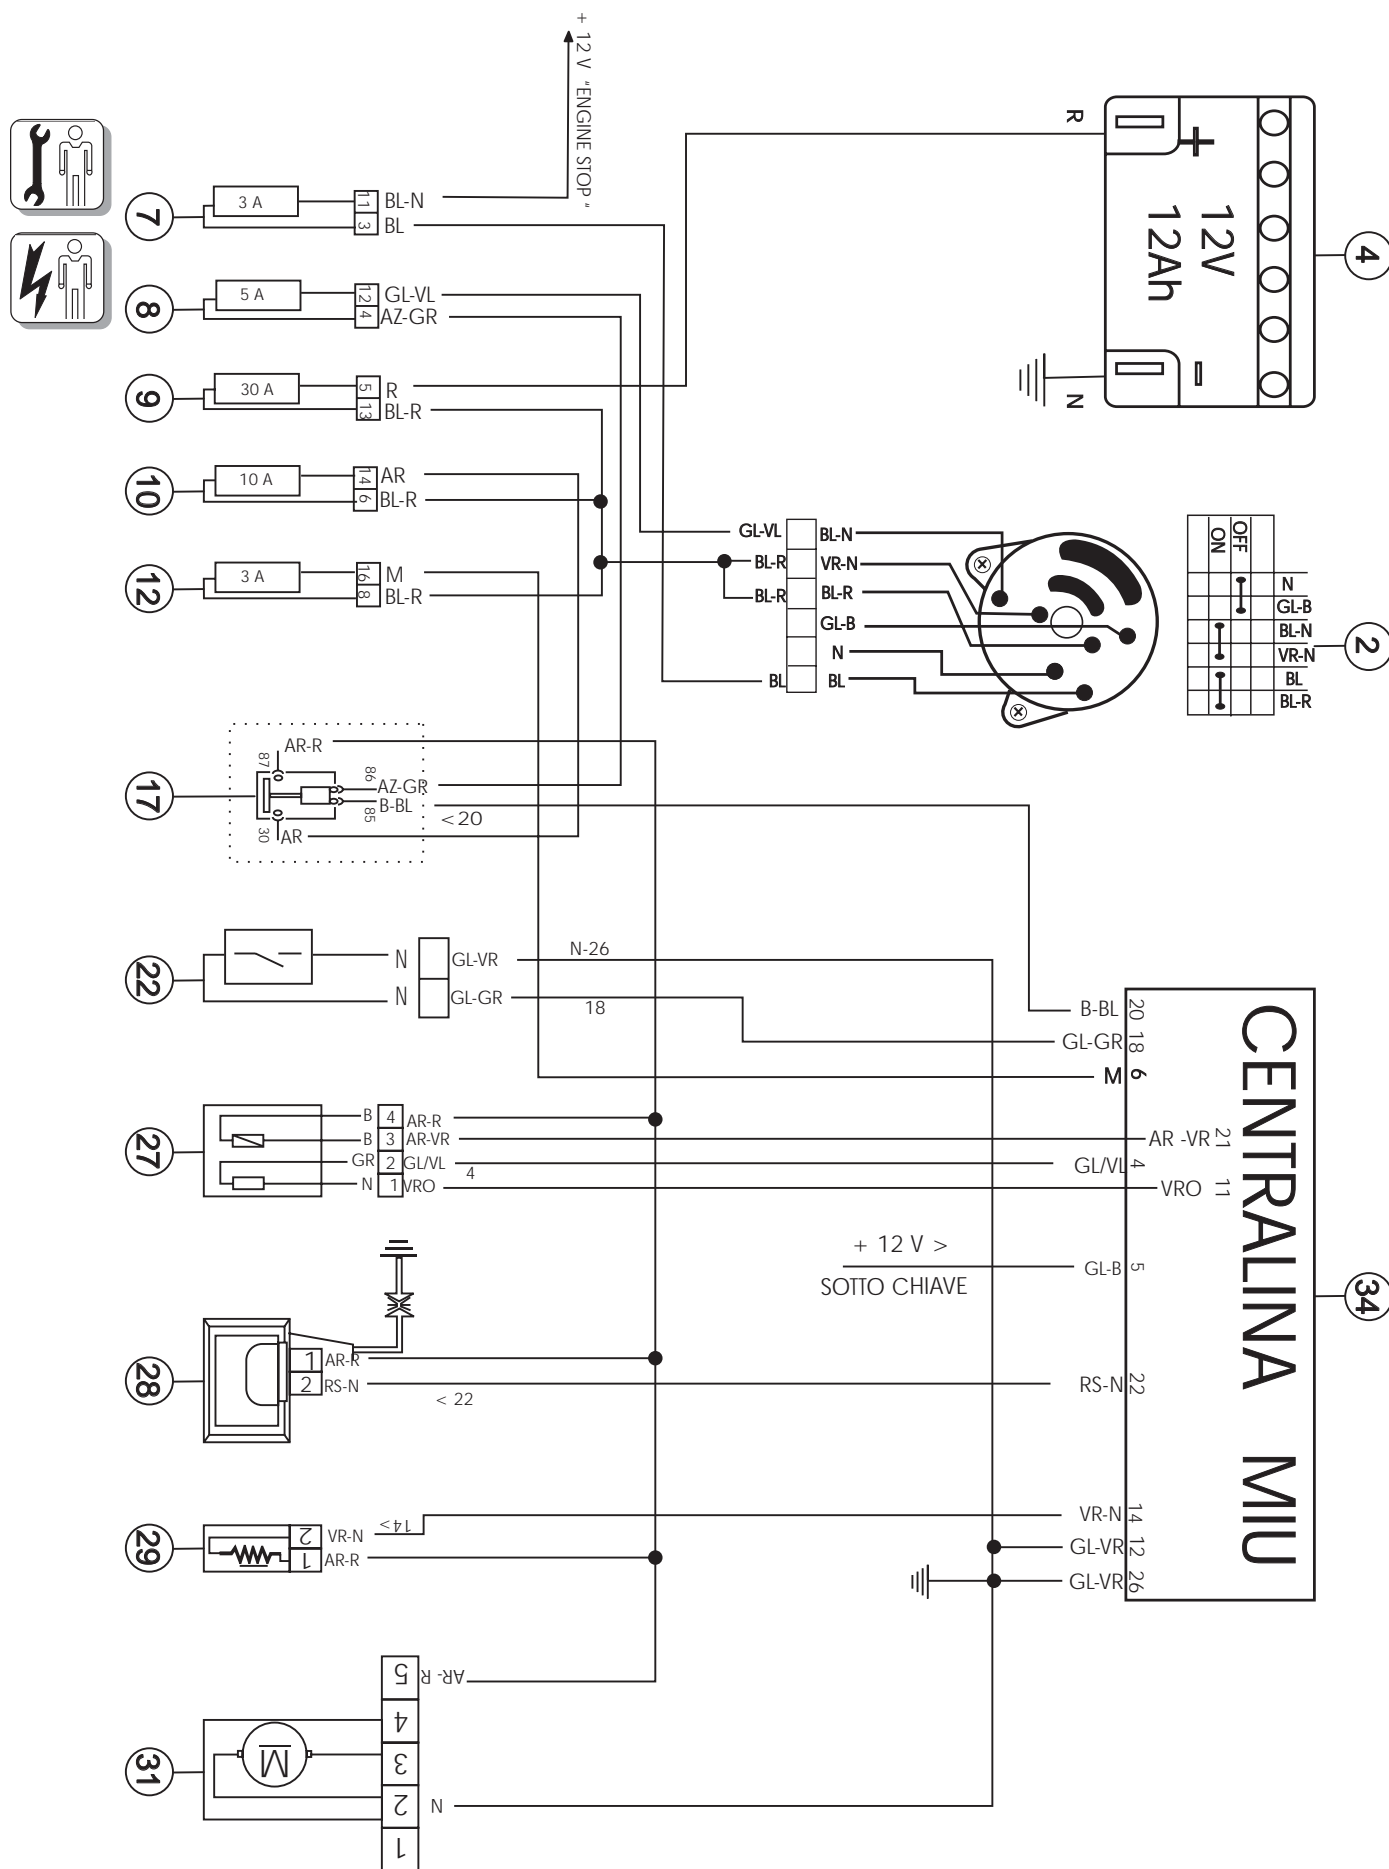 + 12 V "ENGINE STOP"
R
+
12V
12Ah
-
N
4
7
3 A
11 BL-N
3 BL
8
5 A
12 GL-VL
4 AZ-GR
9
30 A
5 R
13 BL-R
10
10 A
14 AR
6 BL-R
12
3 A
16 M
8 BL-R
GL-VL BL-N
BL-R VR-N
BL-R BL-R
GL-B
N
BL BL
OFF
ON
N
GL-B
BL-N
VR-N
BL
BL-R
2
17
87 AR-R
86 AZ-GR
85 B-BL
<20
30 AR
22
N GL-VR N-26
N GL-GR 18
27
B 4 AR-R
B 3 AR-VR
GR 2 GL/VL 4
N 1 VRO
28
1 AR-R
2 RS-N < 22
29
2 VR-N 14>
1 AR-R
31
M
5 AR- R
4
3
2 N
1
B-BL 20
GL-GR 18
M 6
AR -VR 21
GL/VL 4
VRO 11
+ 12 V >
SOTTO CHIAVE
GL-B 5
RS-N 22
VR-N 14
GL-VR 12
GL-VR 26
CENTRALINA MIU
34